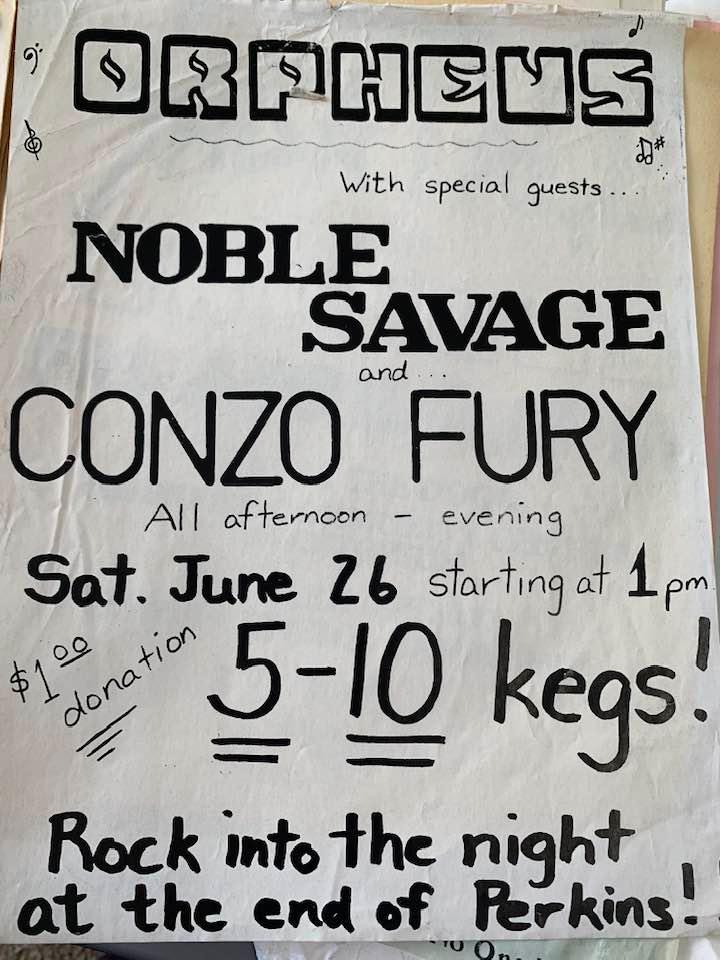 ORPHEUS
With special guests...
NOBLE
SAVAGE
and...
CONZO FURY
All afternoon - evening
Sat. June 26 starting at 1pm
$1.00 donation
5-10 kegs!
Rock into the night
at the end of Perkins!